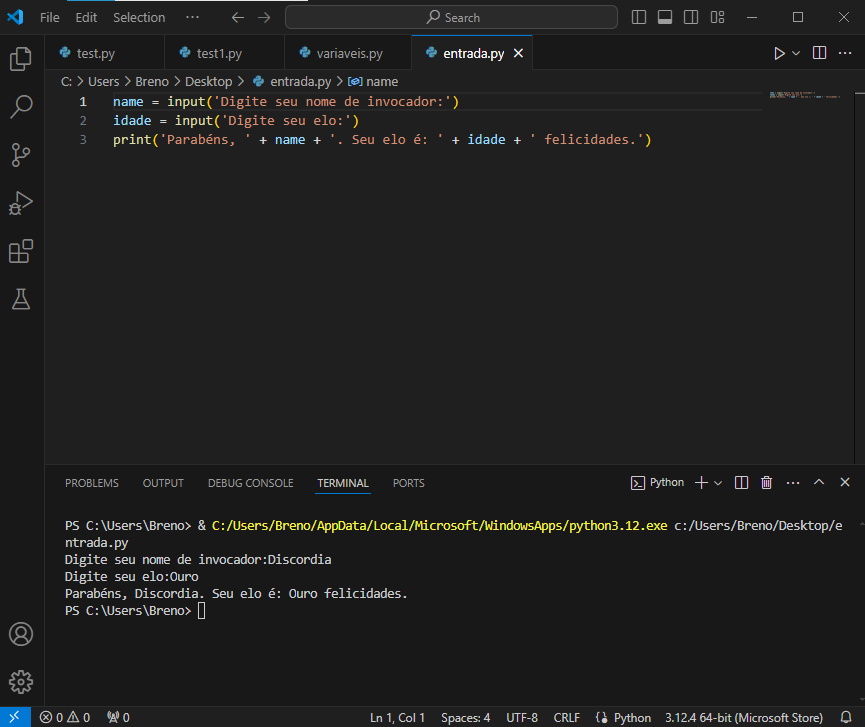 File Edit Selection ··· Search
test.py test1.py variaveis.py entrada.py
C: > Users > Breno > Desktop > entrada.py > name
1 name = input('Digite seu nome de invocador:')
2 idade = input('Digite seu elo:')
3 print('Parabéns, ' + name + '. Seu elo é: ' + idade + ' felicidades.')
PROBLEMS OUTPUT DEBUG CONSOLE TERMINAL PORTS Python
PS C:\Users\Breno> & C:/Users/Breno/AppData/Local/Microsoft/WindowsApps/python3.12.exe c:/Users/Breno/Desktop/e
ntrada.py
Digite seu nome de invocador:Discordia
Digite seu elo:Ouro
Parabéns, Discordia. Seu elo é: Ouro felicidades.
PS C:\Users\Breno>
0 0 0 Ln 1, Col 1 Spaces: 4 UTF-8 CRLF Python 3.12.4 64-bit (Microsoft Store)